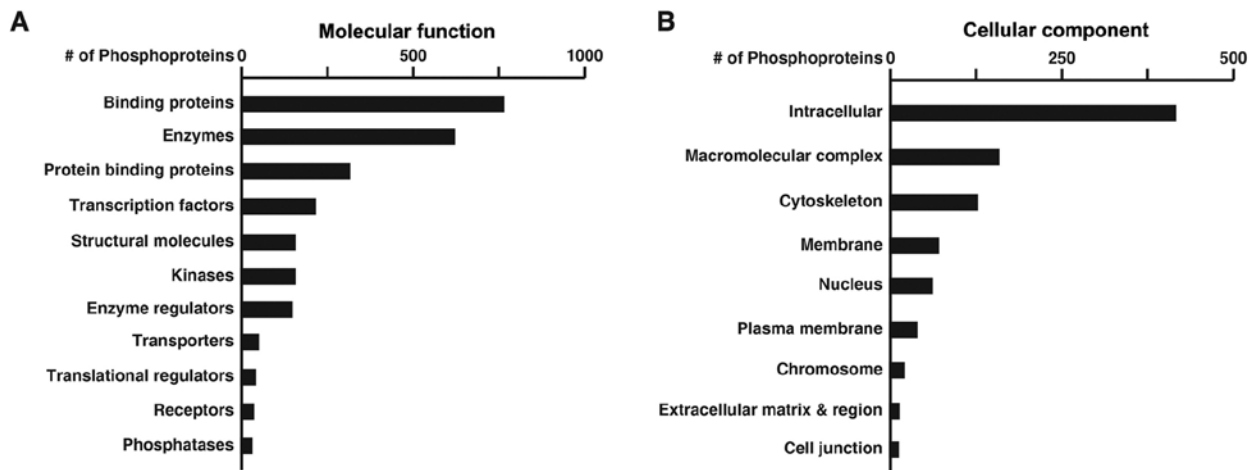 A
Molecular function
# of Phosphoproteins 0 500 1000
Binding proteins
Enzymes
Protein binding proteins
Transcription factors
Structural molecules
Kinases
Enzyme regulators
Transporters
Translational regulators
Receptors
Phosphatases
B
Cellular component
# of Phosphoproteins 0 250 500
Intracellular
Macromolecular complex
Cytoskeleton
Membrane
Nucleus
Plasma membrane
Chromosome
Extracellular matrix & region
Cell junction